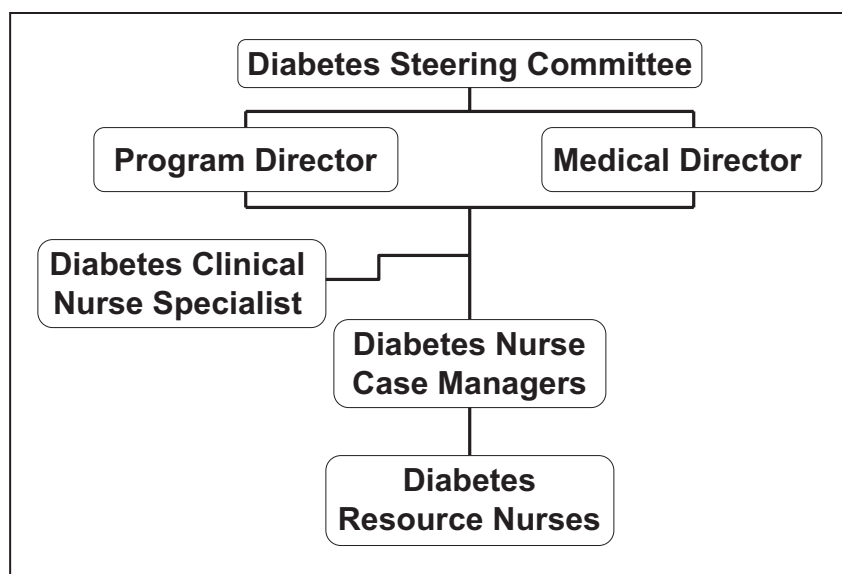 Diabetes Steering Committee
Program Director
Medical Director
Diabetes Clinical
Nurse Specialist
Diabetes Nurse
Case Managers
Diabetes
Resource Nurses